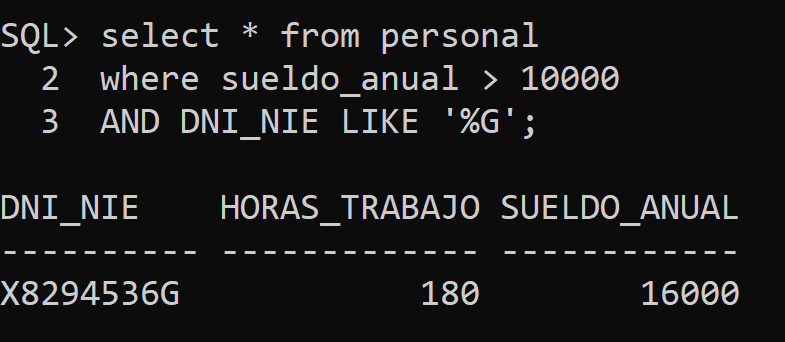 SQL> select * from personal
  2  where sueldo_anual > 10000
  3  AND DNI_NIE LIKE '%G';
DNI_NIE    HORAS_TRABAJO SUELDO_ANUAL
---------- ------------- ------------
X8294536G            180        16000